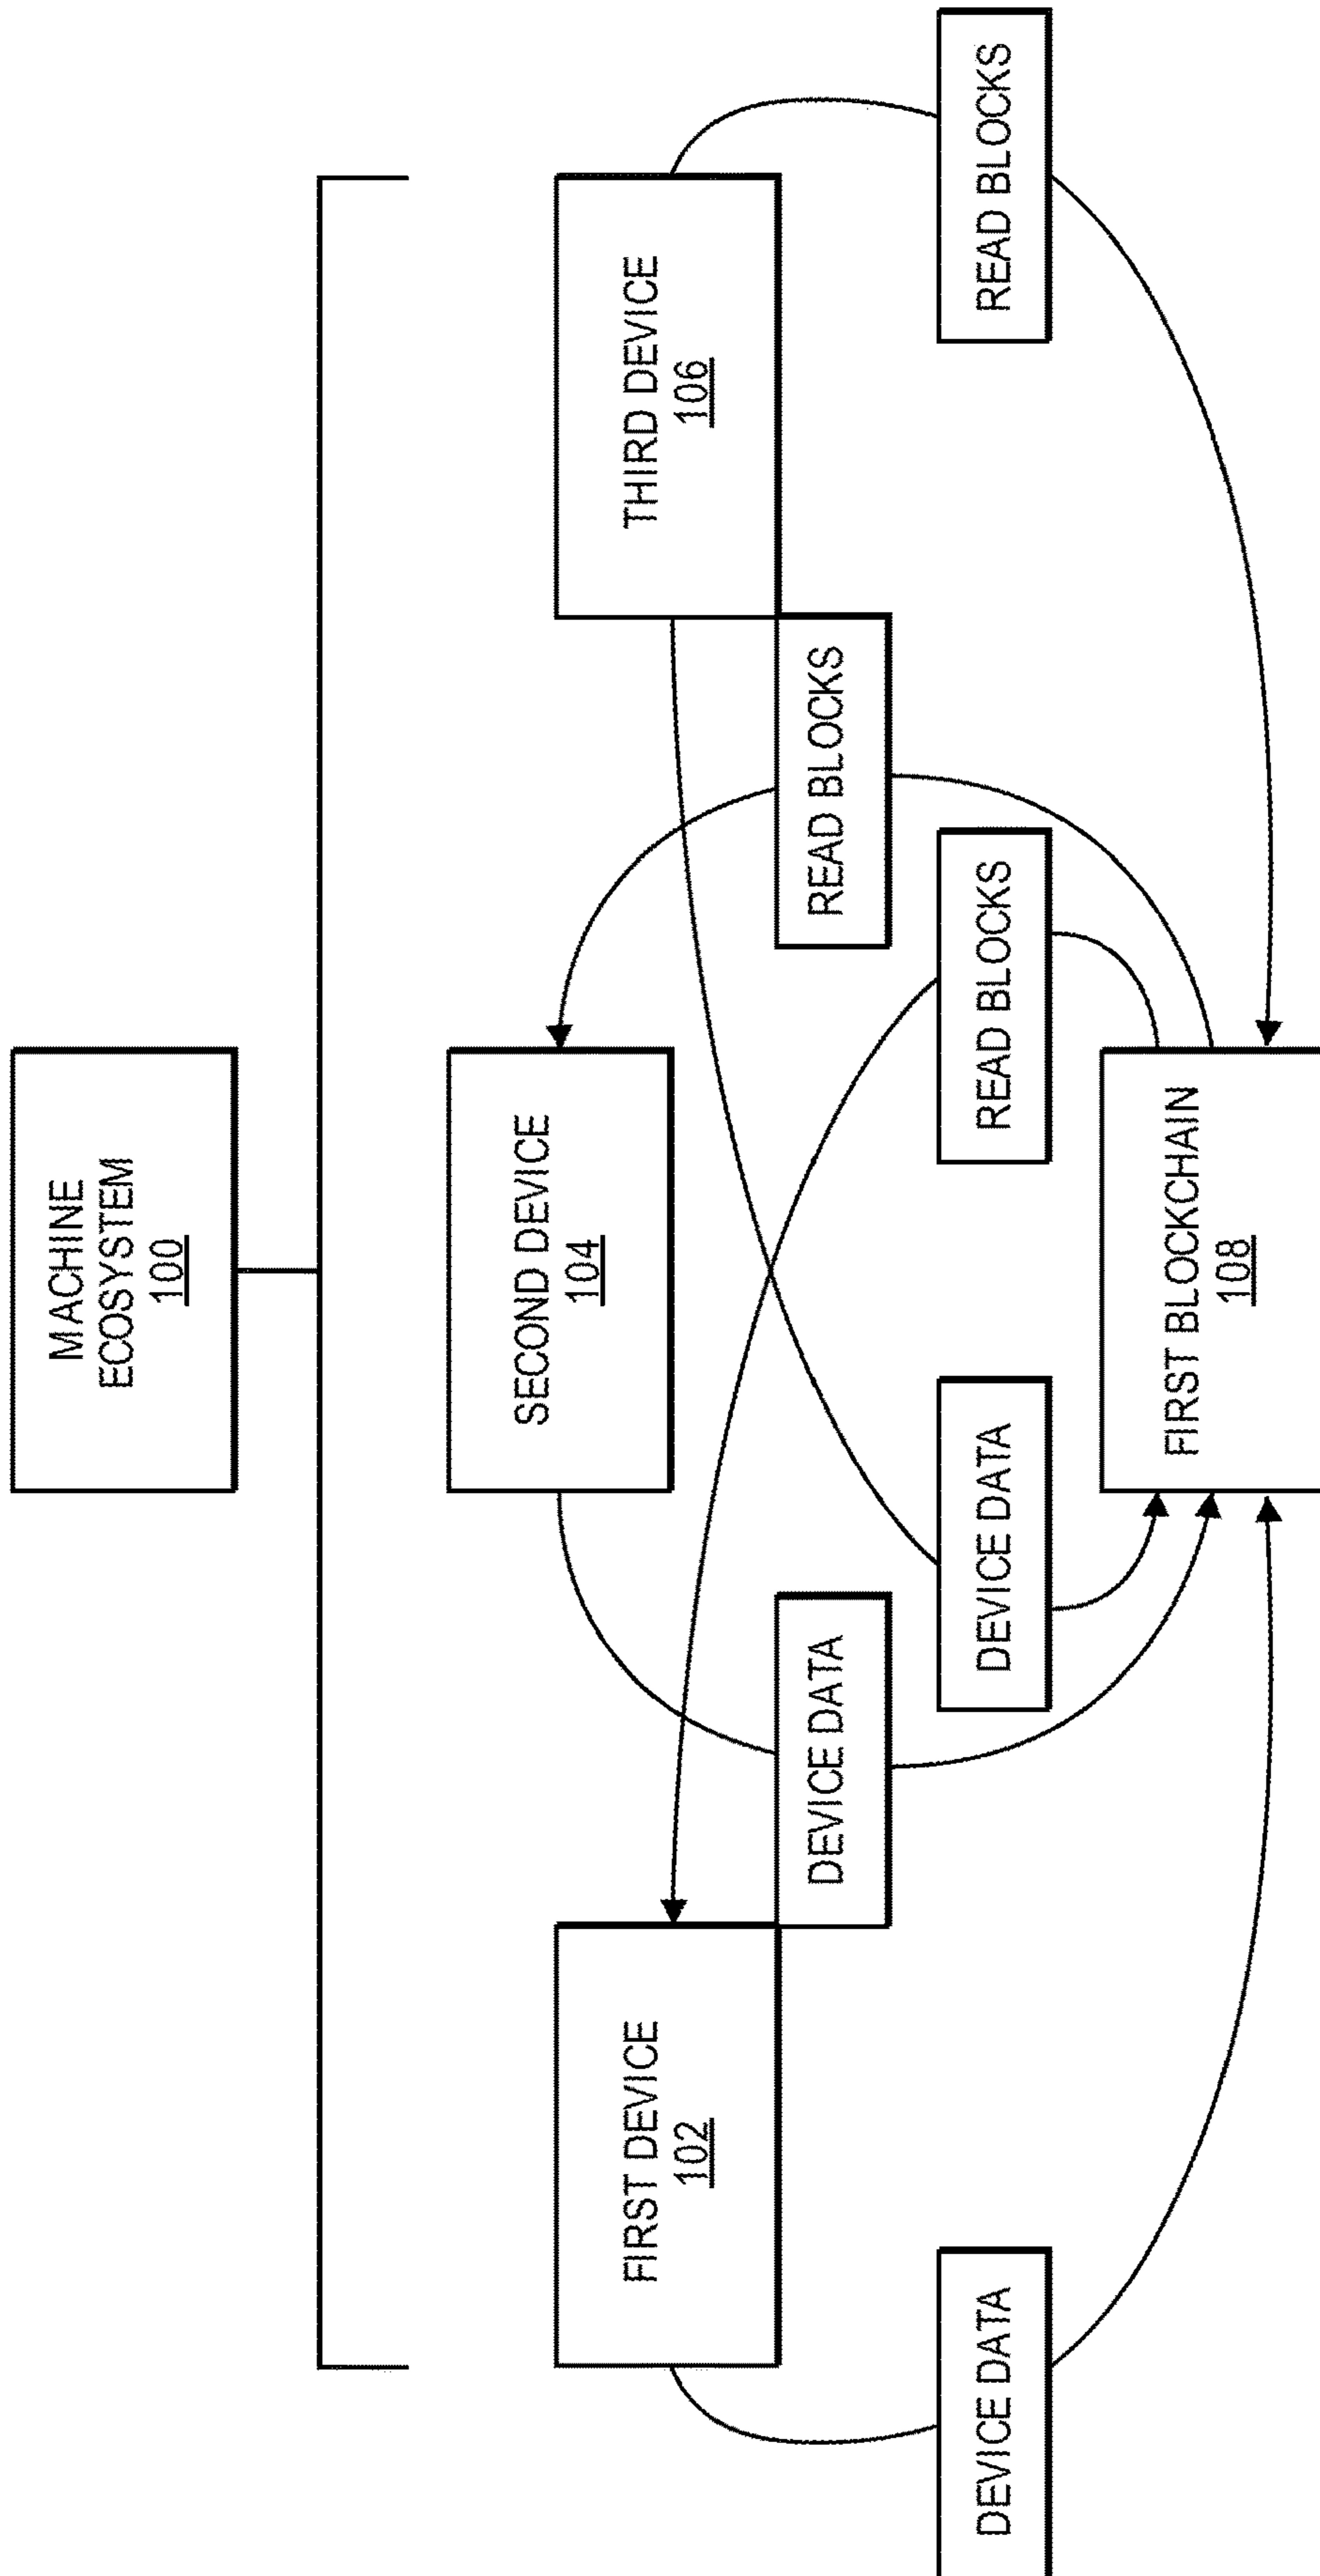 MACHINE
ECOSYSTEM
100
SECOND DEVICE
104
FIRST DEVICE
102
THIRD DEVICE
106
DEVICE DATA
READ BLOCKS
DEVICE DATA
DEVICE DATA
READ BLOCKS
READ BLOCKS
FIRST BLOCKCHAIN
108